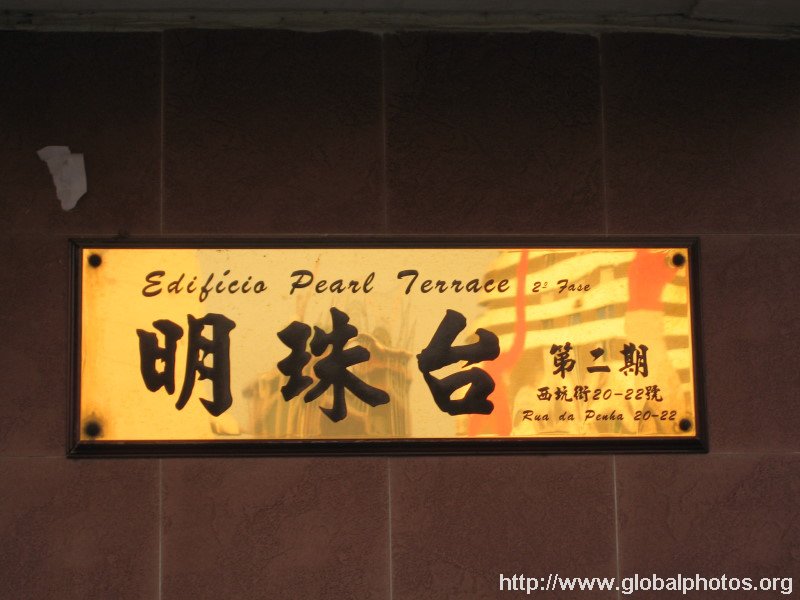 Edifício Pearl Terrace 2ª Fase
明珠台
第二期
西坑街20-22號
Rua da Penha 20-22
http://www.globalphotos.org